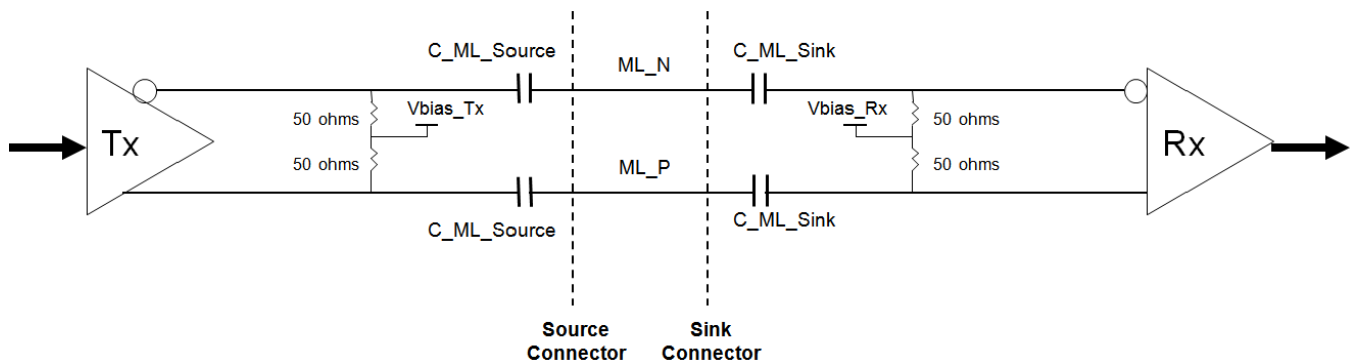 C_ML_Source
ML_N
C_ML_Sink
Vbias_Tx
Vbias_Rx
50 ohms
50 ohms
Tx
Rx
50 ohms
50 ohms
ML_P
C_ML_Source
C_ML_Sink
Source
Connector
Sink
Connector